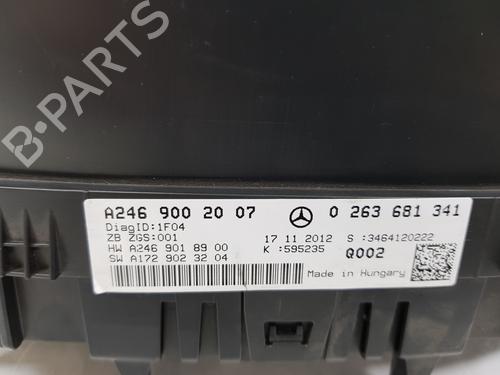 A246 900 20 07 0 263 681 341
DiagID:1F04
ZB ZGS:001 17 11 2012 S :3464120222
HW A246 901 89 00 K :595235 Q002
SW A172 902 32 04 Made in Hungary
B-PARTS